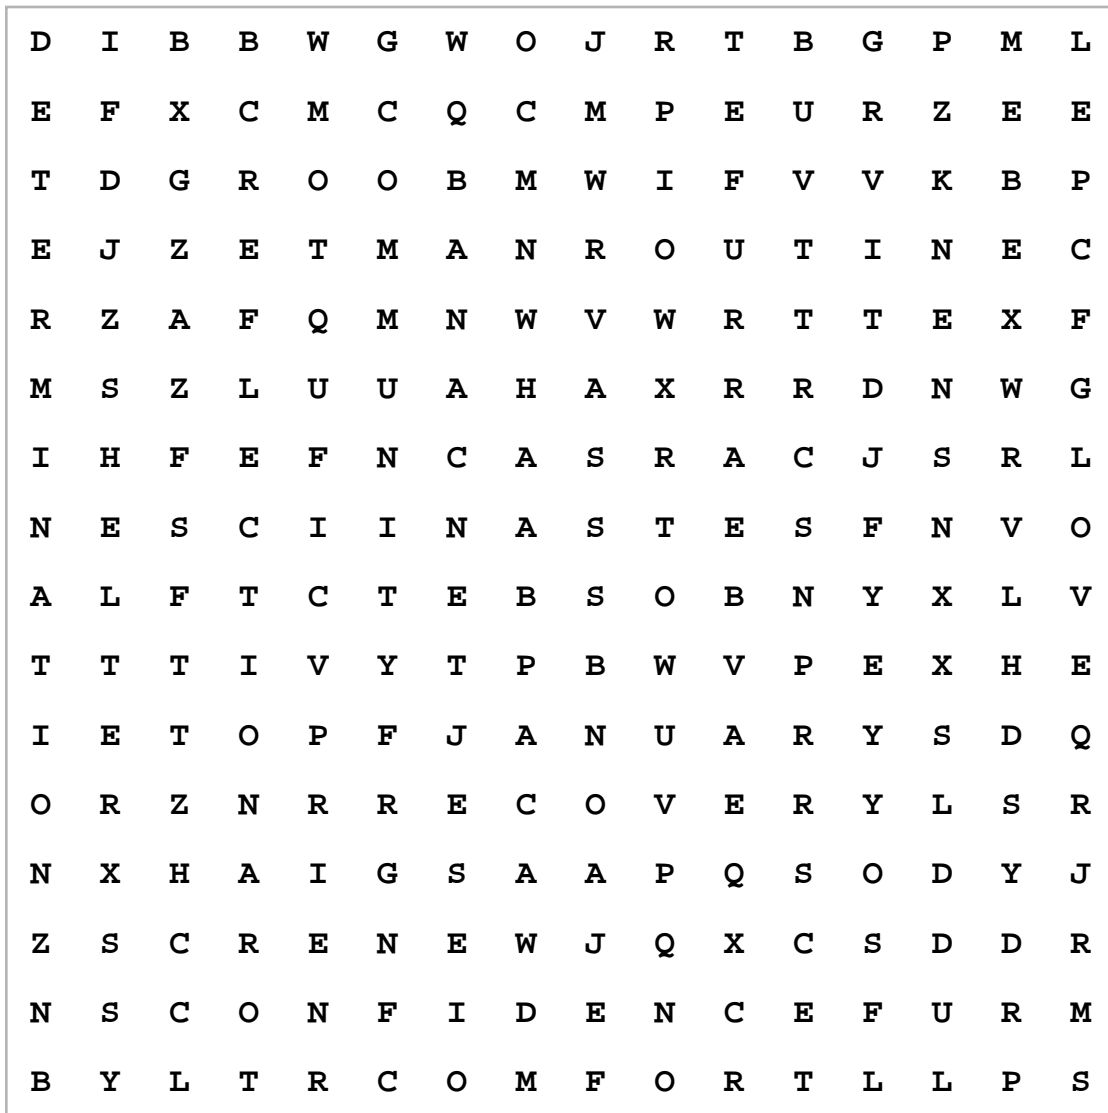 D I B B W G W O J R T B G P M L
E F X C M C Q C M P E U R Z E E
T D G R O O B M W I F V V K B P
E J Z E T M A N R O U T I N E C
R Z A F Q M N W V W R T T E X F
M S Z L U U A H A X R R D N W G
I H F E F N C A S R A C J S R L
N E S C I I N A S T E S F N V O
A L F T C T E B S O B N Y X L V
T T T I V Y T P B W V P E X H E
I E T O P F J A N U A R Y S D Q
O R Z N R R E C O V E R Y L S R
N X H A I G S A A P Q S O D Y J
Z S C R E N E W J Q X C S D D R
N S C O N F I D E N C E F U R M
B Y L T R C O M F O R T L L P S